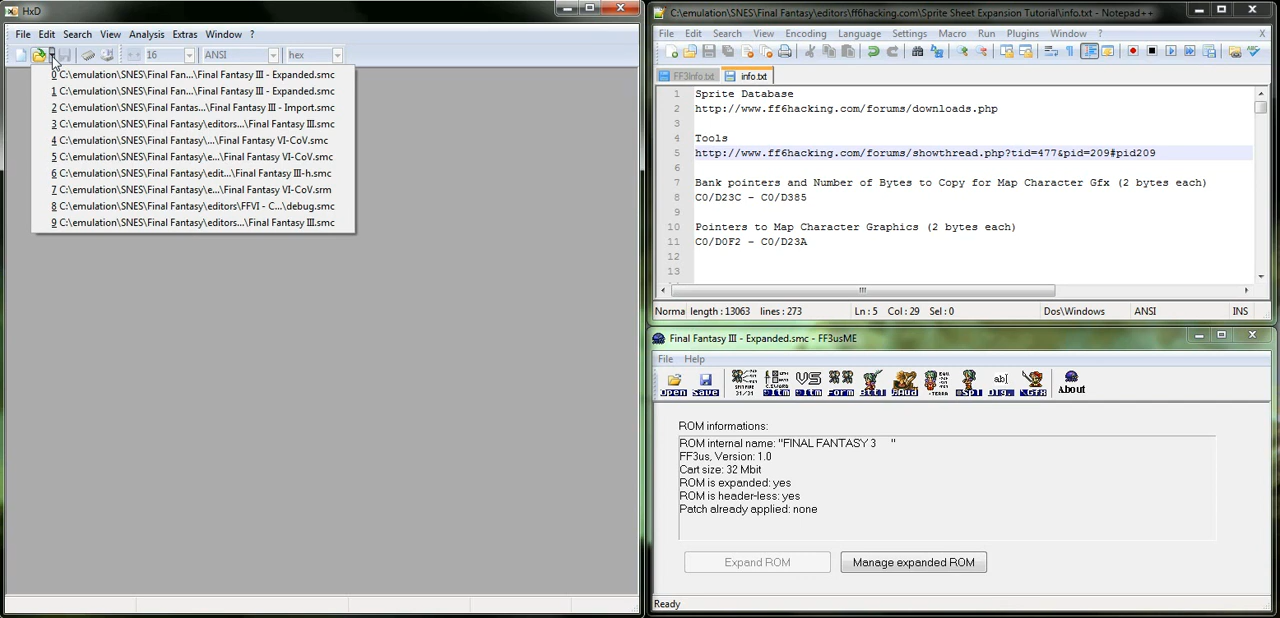 HxD
File Edit Search View Analysis Extras Window ?
16 ANSI hex
0 C:\emulation\SNES\Final Fan...\Final Fantasy III - Expanded.smc
1 C:\emulation\SNES\Final Fan...\Final Fantasy III - Expanded.smc
2 C:\emulation\SNES\Final Fantas...\Final Fantasy III - Import.smc
3 C:\emulation\SNES\Final Fantasy\editors...\Final Fantasy III.smc
4 C:\emulation\SNES\Final Fantasy\...\Final Fantasy VI-CoV.smc
5 C:\emulation\SNES\Final Fantasy\e...\Final Fantasy VI-CoV.smc
6 C:\emulation\SNES\Final Fantasy\edit...\Final Fantasy III-h.smc
7 C:\emulation\SNES\Final Fantasy\e...\Final Fantasy VI-CoV.srm
8 C:\emulation\SNES\Final Fantasy\editors\FFVI - C...\debug.smc
9 C:\emulation\SNES\Final Fantasy\editors...\Final Fantasy III.smc
C:\emulation\SNES\Final Fantasy\editors\ff6hacking.com\Sprite Sheet Expansion Tutorial\info.txt - Notepad++
File Edit Search View Encoding Language Settings Macro Run Plugins Window ? X
FF3info.txt info.txt
1 Sprite Database
2 http://www.ff6hacking.com/forums/downloads.php
3
4 Tools
5 http://www.ff6hacking.com/forums/showthread.php?tid=477&pid=209#pid209
6
7 Bank pointers and Number of Bytes to Copy for Map Character Gfx (2 bytes each)
8 C0/D23C - C0/D385
9
10 Pointers to Map Character Graphics (2 bytes each)
11 C0/D0F2 - C0/D23A
12
13
Norma length : 13063 lines : 273 Ln : 5 Col : 29 Sel : 0 Dos\Windows ANSI INS
Final Fantasy III - Expanded.smc - FF3usME
File Help
Open Save About
ROM informations:
ROM internal name: "FINAL FANTASY 3 "
FF3us, Version: 1.0
Cart size: 32 Mbit
ROM is expanded: yes
ROM is header-less: yes
Patch already applied: none
Expand ROM Manage expanded ROM
Ready